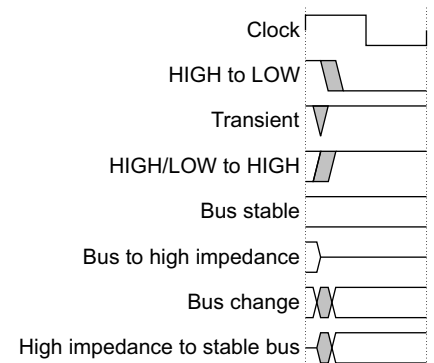 Clock
HIGH to LOW
Transient
HIGH/LOW to HIGH
Bus stable
Bus to high impedance
Bus change
High impedance to stable bus